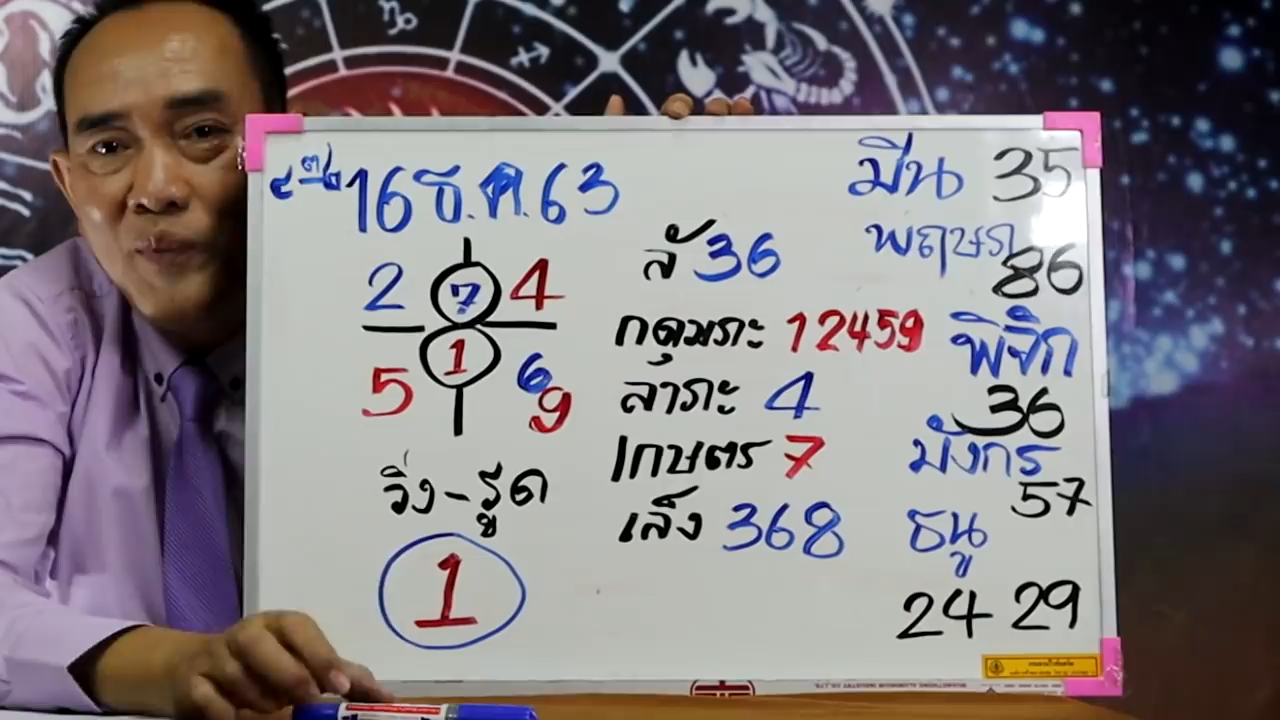 16 ธ.ค.63
2 7 4
5 1 6
9
วิ่ง-รูด
1
ลั 36
กดุมภะ 12459
ลาภะ 4
เกษตร 7
เล็ง 368
มีน 35
พฤษภ
86
พิจิก
36
มังกร
57
ธนู
24 29